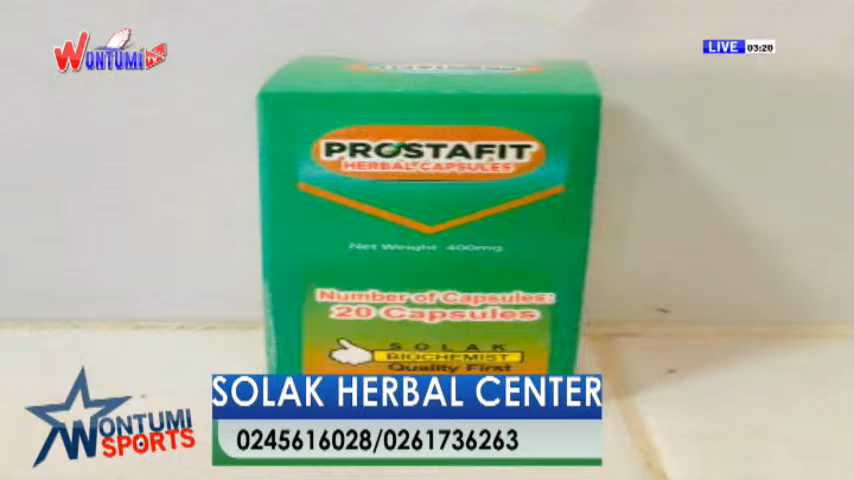 WONTUMI
LIVE 03:20
PROSTAFIT
HERBAL CAPSULES
Net Weight: 400mg
Number of Capsules:
20 Capsules
SOLAK
BIOCHEMIST
Quality First
SOLAK HERBAL CENTER
0245616028/0261736263
WONTUMI
SPORTS